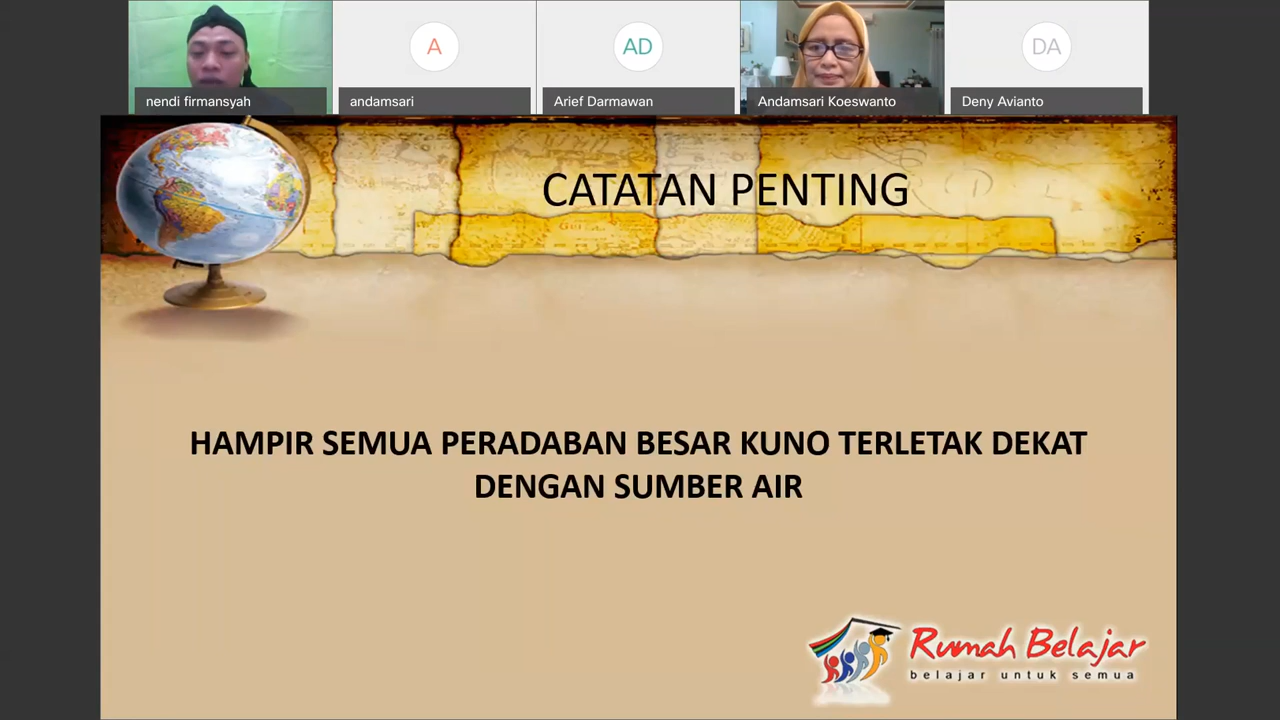 A
AD
DA
nendi firmansyah
andamsari
Arief Darmawan
Andamsari Koeswanto
Deny Avianto
CATATAN PENTING
HAMPIR SEMUA PERADABAN BESAR KUNO TERLETAK DEKAT
DENGAN SUMBER AIR
Rumah Belajar
belajar untuk semua